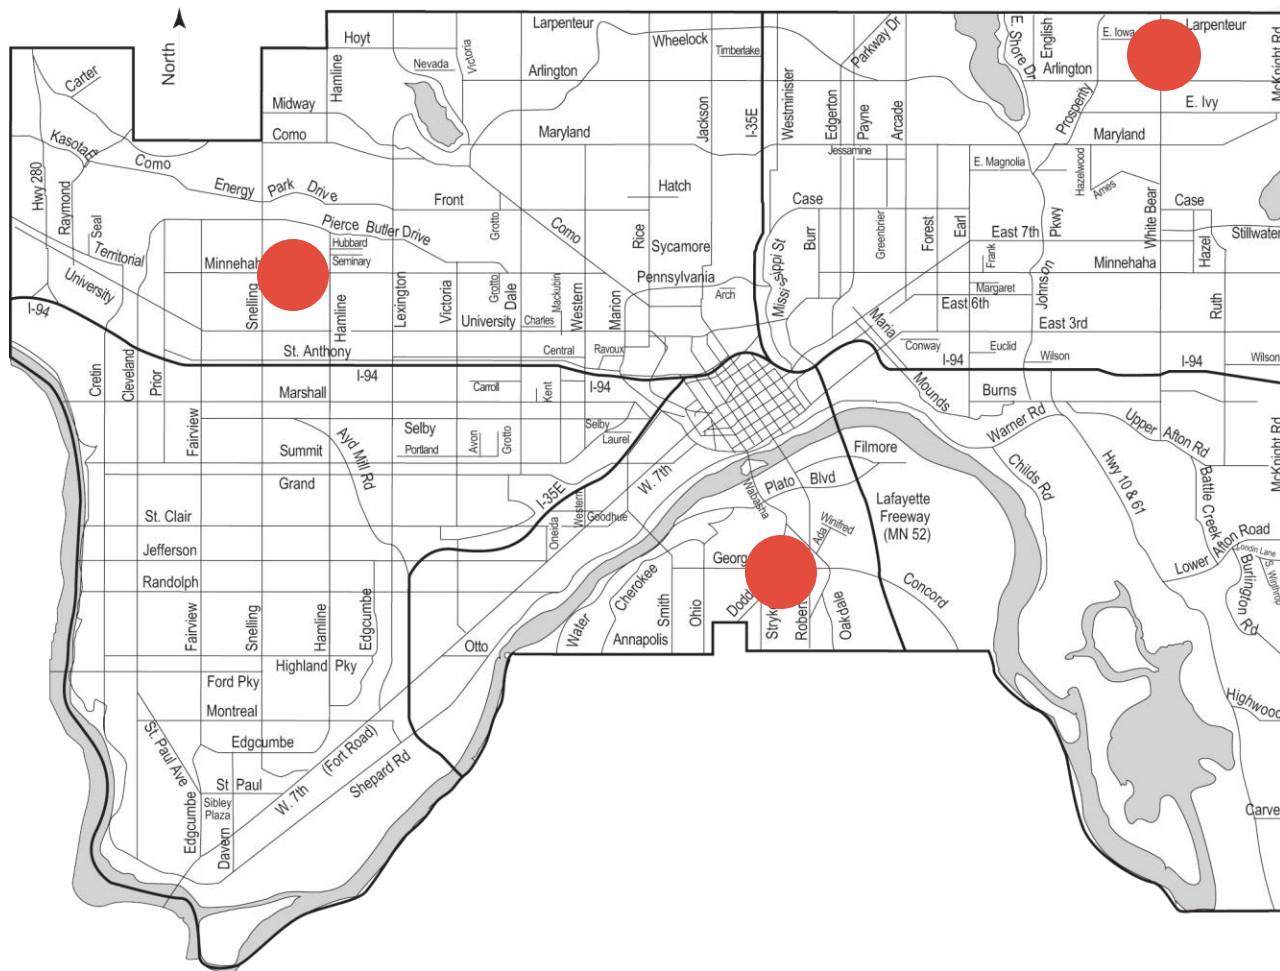 North
Carter
Kasota
Como
Hwy 280
Raymond
Seal
Territorial
University
I-94
Hoyt
Hamline
Victoria
Nevada
Midway
Como
Energy Park Drive
Pierce Butler Drive
Front
Hubbard
Seminary
Minnehaha
Snelling
Hamline
Lexington
Victoria
Grotto
Grotto
Dale
University
Charles
Mackubin
Western
Marion
Ravoux
Central
St. Anthony
I-94
Larpenteur
Wheelock
Arlington
Timberlake
Maryland
Jackson
I-35E
Hatch
Rice
Como
Sycamore
Pennsylvania
Arch
Mississippi St
Westminister
Edgerton
Payne
Arcade
Parkway Dr
Jessamine
Case
Burr
Greenbrier
Forest
Earl
E. Shore Dr
English
Arlington
Prosperity
E. Iowa
Larpenteur
McKnight Rd
E. Ivy
Maryland
E. Magnolia
Hazelwood
Ames
White Bear
Case
Hazel
Stillwater
East 7th
Pkwy
Johnson
Frank
Minnehaha
Margaret
East 6th
East 3rd
Ruth
Maria
Conway
Euclid
I-94
Wilson
I-94
Wilson
Mounds
Burns
Warner Rd
Upper Afton Rd
McKnight Rd
Childs Rd
Hwy 10 & 61
Battle Creek
Lower Afton Road
Londin Lane
Burlington Rd
Highwood
Carve
Cretin
Cleveland
Prior
Fairview
Marshall
Carroll
Kent
I-94
Selby
Portland
Avon
Grotto
Selby
Laurel
Summit
Grand
Ayd Mill Rd
I-35E
W. 7th
St. Clair
Oneida
Western
Goodhue
Jefferson
Randolph
Fairview
Snelling
Hamline
Edgcumbe
Highland Pky
Ford Pky
Montreal
Edgcumbe
St. Paul Ave
St Paul
Sibley
Plaza
Edgcumbe
Davern
W. 7th
(Fort Road)
Shepard Rd
Otto
Water
Cherokee
Annapolis
Smith
Ohio
Georg
Dodd
Stryke
Robert
Oakdale
Ada
Winifred
Wabasha
Plato Blvd
Filmore
Lafayette
Freeway
(MN 52)
Concord